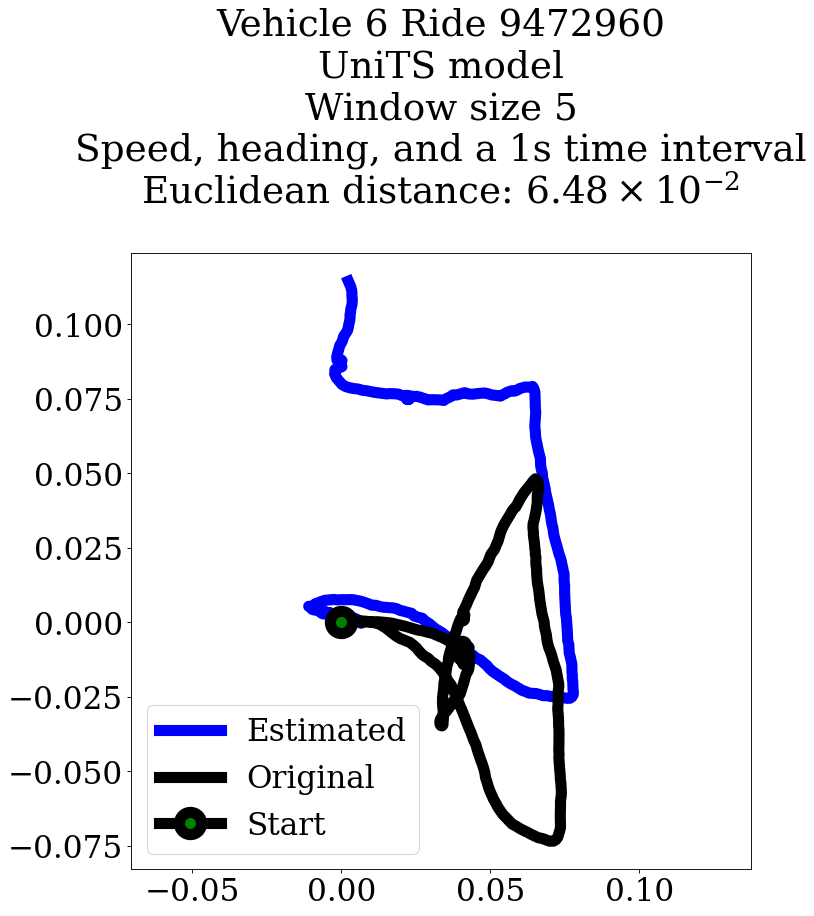 Vehicle 6 Ride 9472960
UniTS model
Window size 5
Speed, heading, and a 1s time interval
Euclidean distance: 6.48 × 10⁻²
0.100
0.075
0.050
0.025
0.000
−0.025
−0.050
−0.075
Estimated
Original
Start
−0.05 0.00 0.05 0.10